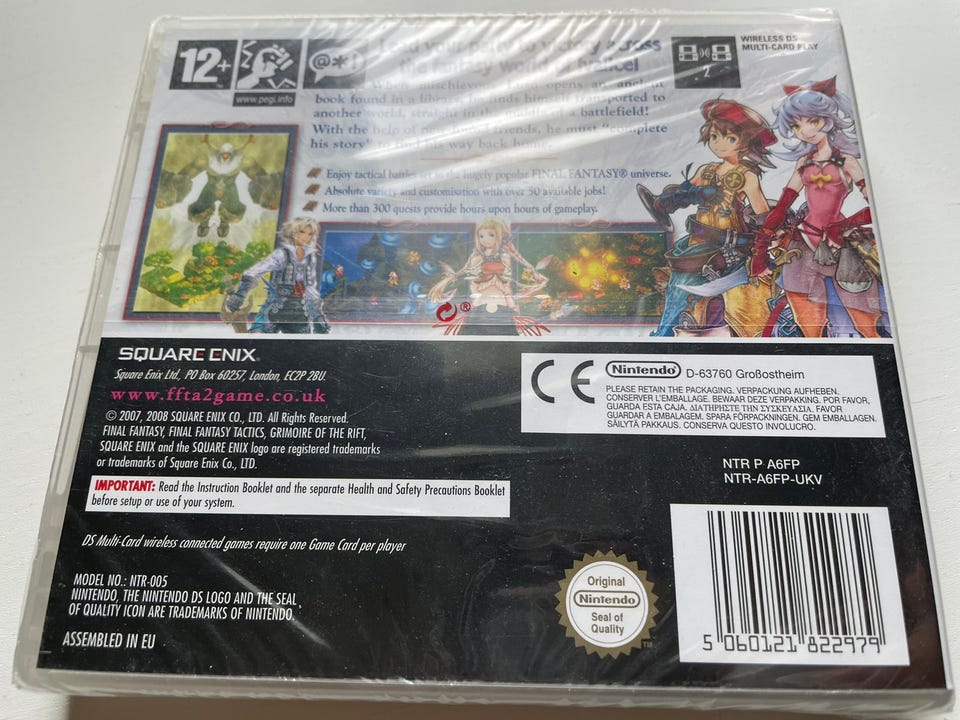 12+
www.pegi.info
@*!
your party to victory across
WIRELESS DS
MULTI-CARD PLAY
2
opens an ancient
book found in a library, he finds himself transported to
another world, straight in the middle of a battlefield!
With the help of friends, he must "complete
his story" to find his way back home.
Enjoy tactical battles set to the hugely popular FINAL FANTASY® universe.
Absolute variety and customisation with over 50 available jobs!
More than 300 quests provide hours upon hours of gameplay.
®
SQUARE ENIX
Square Enix Ltd., PO Box 60257, London, EC2P 2BU.
www.ffta2game.co.uk
© 2007, 2008 SQUARE ENIX CO., LTD. All Rights Reserved.
FINAL FANTASY, FINAL FANTASY TACTICS, GRIMOIRE OF THE RIFT,
SQUARE ENIX and the SQUARE ENIX logo are registered trademarks
or trademarks of Square Enix Co., LTD.
IMPORTANT: Read the Instruction Booklet and the separate Health and Safety Precautions Booklet
before setup or use of your system.
DS Multi-Card wireless connected games require one Game Card per player
MODEL NO.: NTR-005
NINTENDO, THE NINTENDO DS LOGO AND THE SEAL
OF QUALITY ICON ARE TRADEMARKS OF NINTENDO.
ASSEMBLED IN EU
CE
Nintendo D-63760 Großostheim
PLEASE RETAIN THE PACKAGING. VERPACKUNG AUFHEBEN.
CONSERVER L'EMBALLAGE. BEWAAR DEZE VERPAKKING. POR FAVOR,
GUARDA ESTA CAJA. ΔΙΑΤΗΡΗΣΤΕ ΤΗΝ ΣΥΣΚΕΥΑΣΙΑ. FAVOR
GUARDAR A EMBALAGEM. SPARA FÖRPACKNINGEN. GEM EMBALLAGEN.
SÄILYTÄ PAKKAUS. CONSERVA QUESTO INVOLUCRO.
NTR P A6FP
NTR-A6FP-UKV
Original
Nintendo
Seal of
Quality
TM
5 060121 822979